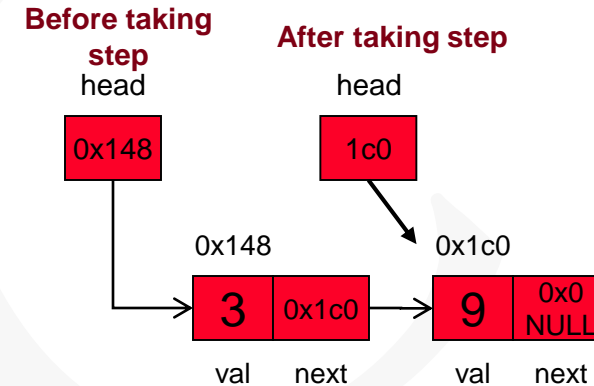 Before taking
step
After taking step
head
head
0x148
1c0
0x148
0x1c0
3
0x1c0
9
0x0
NULL
val
next
val
next